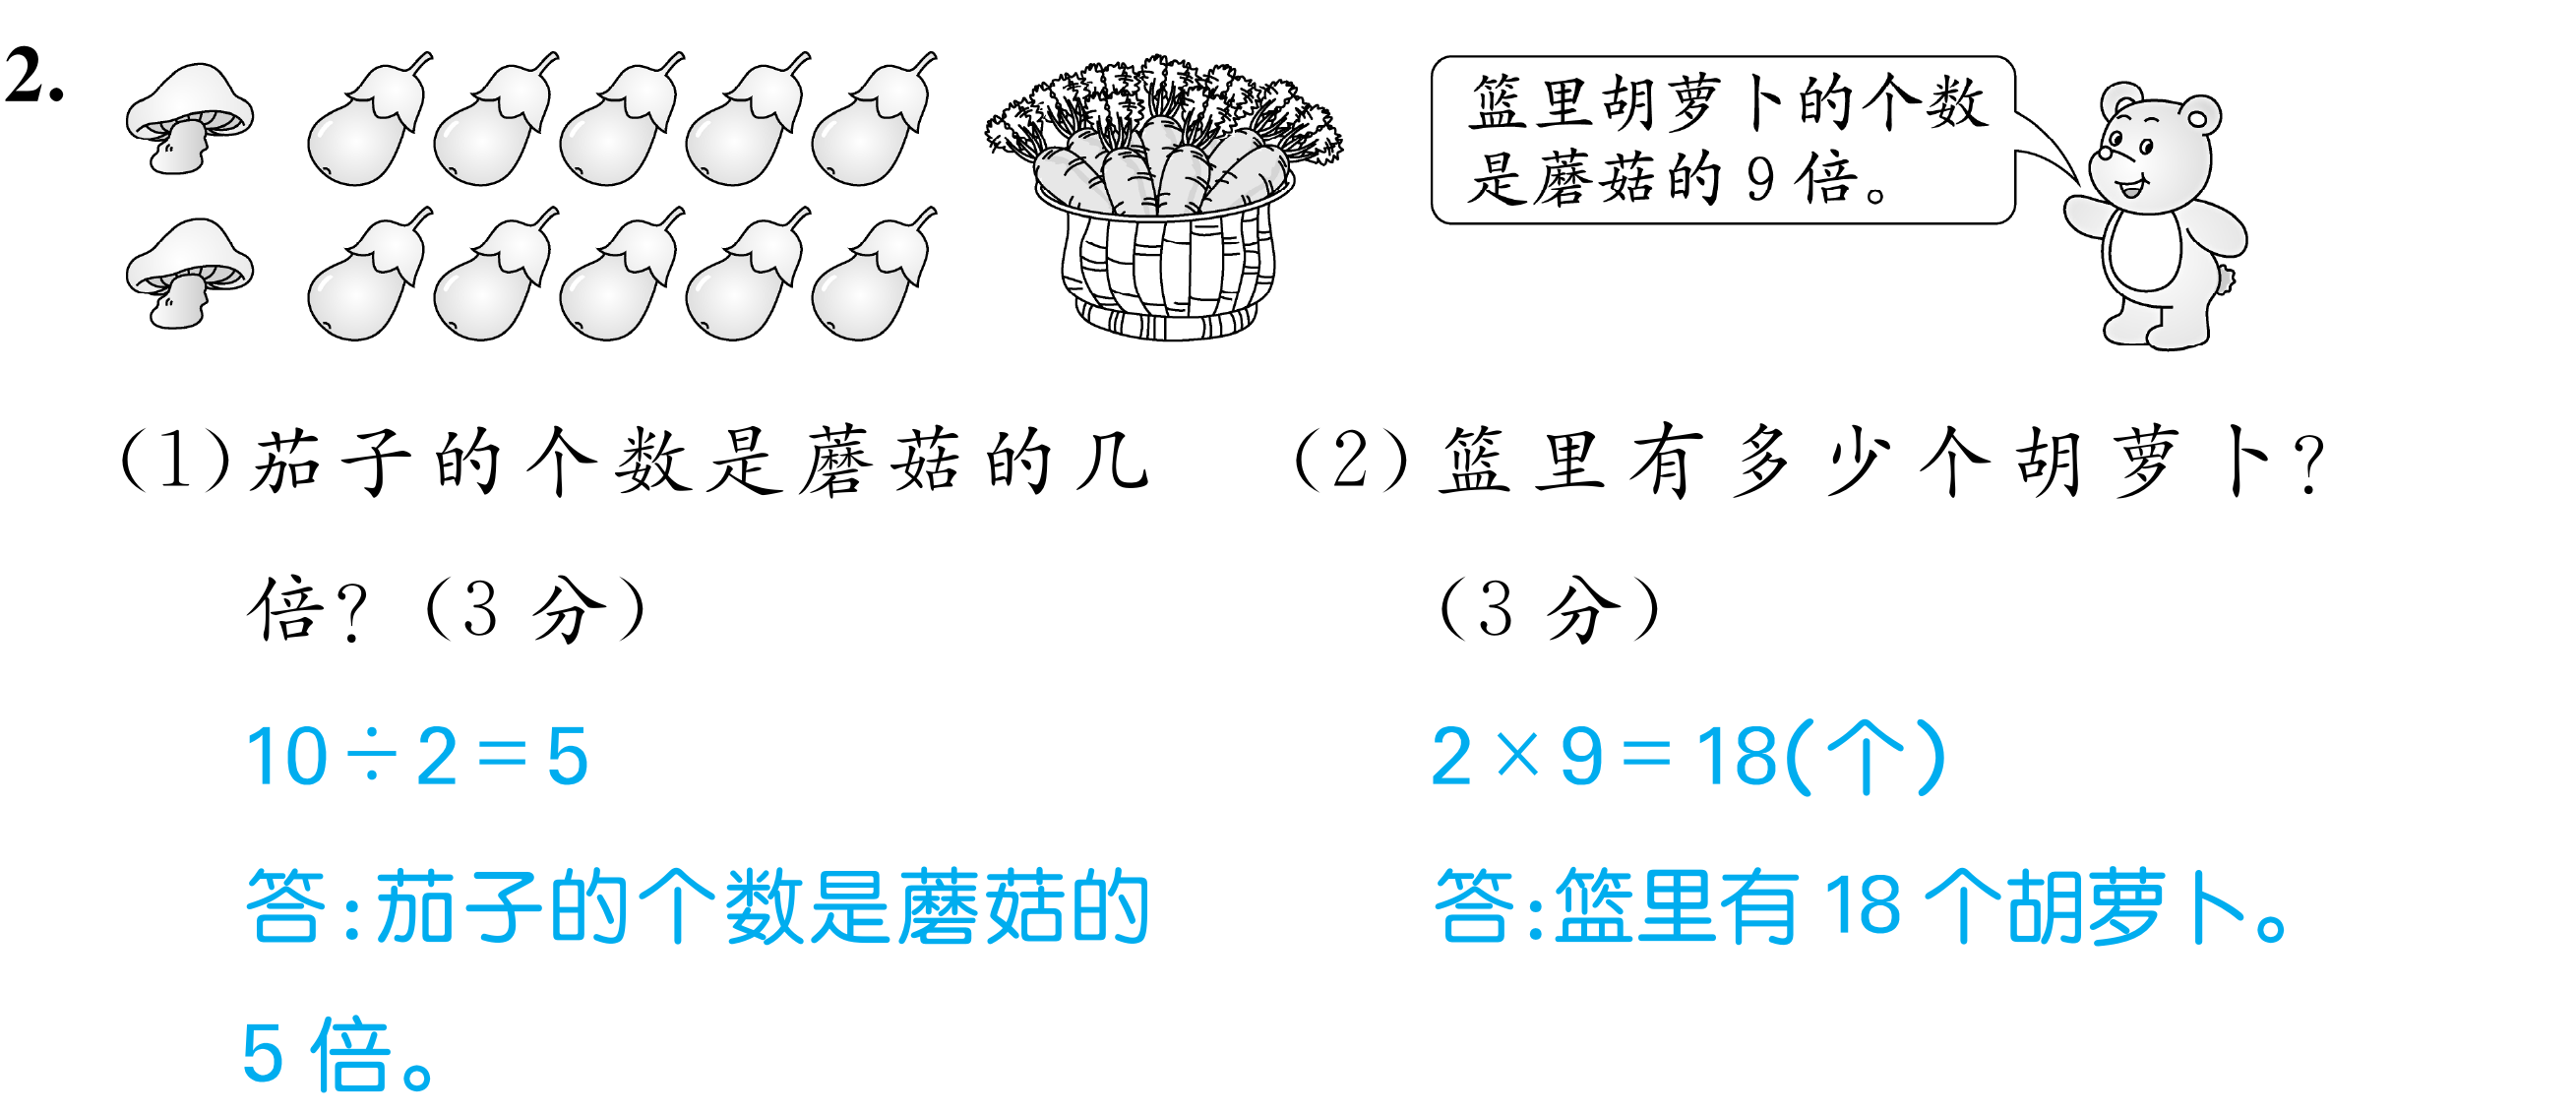 2.
篮里胡萝卜的个数
是蘑菇的 9 倍。
(1)茄子的个数是蘑菇的几
倍?(3 分)
10÷2=5
答:茄子的个数是蘑菇的
5 倍。
(2)篮里有多少个胡萝卜?
(3 分)
2×9=18(个)
答:篮里有 18 个胡萝卜。